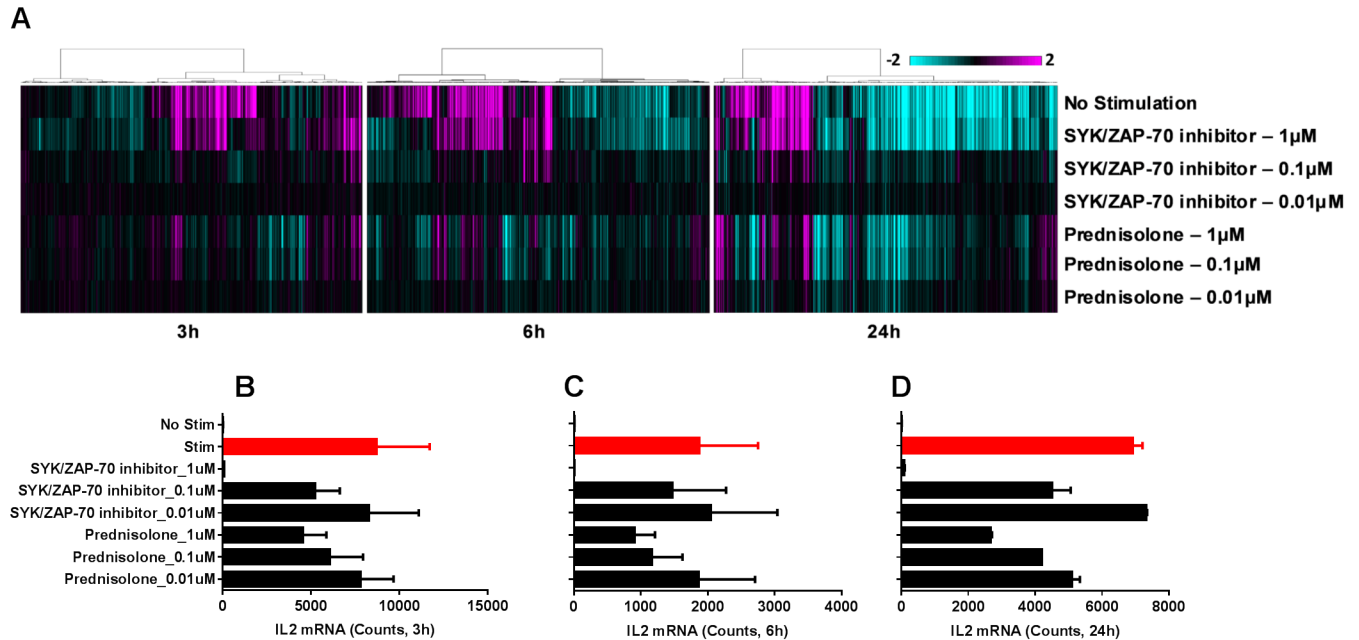 A
-2 2
No Stimulation
SYK/ZAP-70 inhibitor – 1µM
SYK/ZAP-70 inhibitor – 0.1µM
SYK/ZAP-70 inhibitor – 0.01µM
Prednisolone – 1µM
Prednisolone – 0.1µM
Prednisolone – 0.01µM
3h 6h 24h
B C D
No Stim
Stim
SYK/ZAP-70 inhibitor_1uM
SYK/ZAP-70 inhibitor_0.1uM
SYK/ZAP-70 inhibitor_0.01uM
Prednisolone_1uM
Prednisolone_0.1uM
Prednisolone_0.01uM
0 5000 10000 15000 0 1000 2000 3000 4000 0 2000 4000 6000 8000
IL2 mRNA (Counts, 3h) IL2 mRNA (Counts, 6h) IL2 mRNA (Counts, 24h)